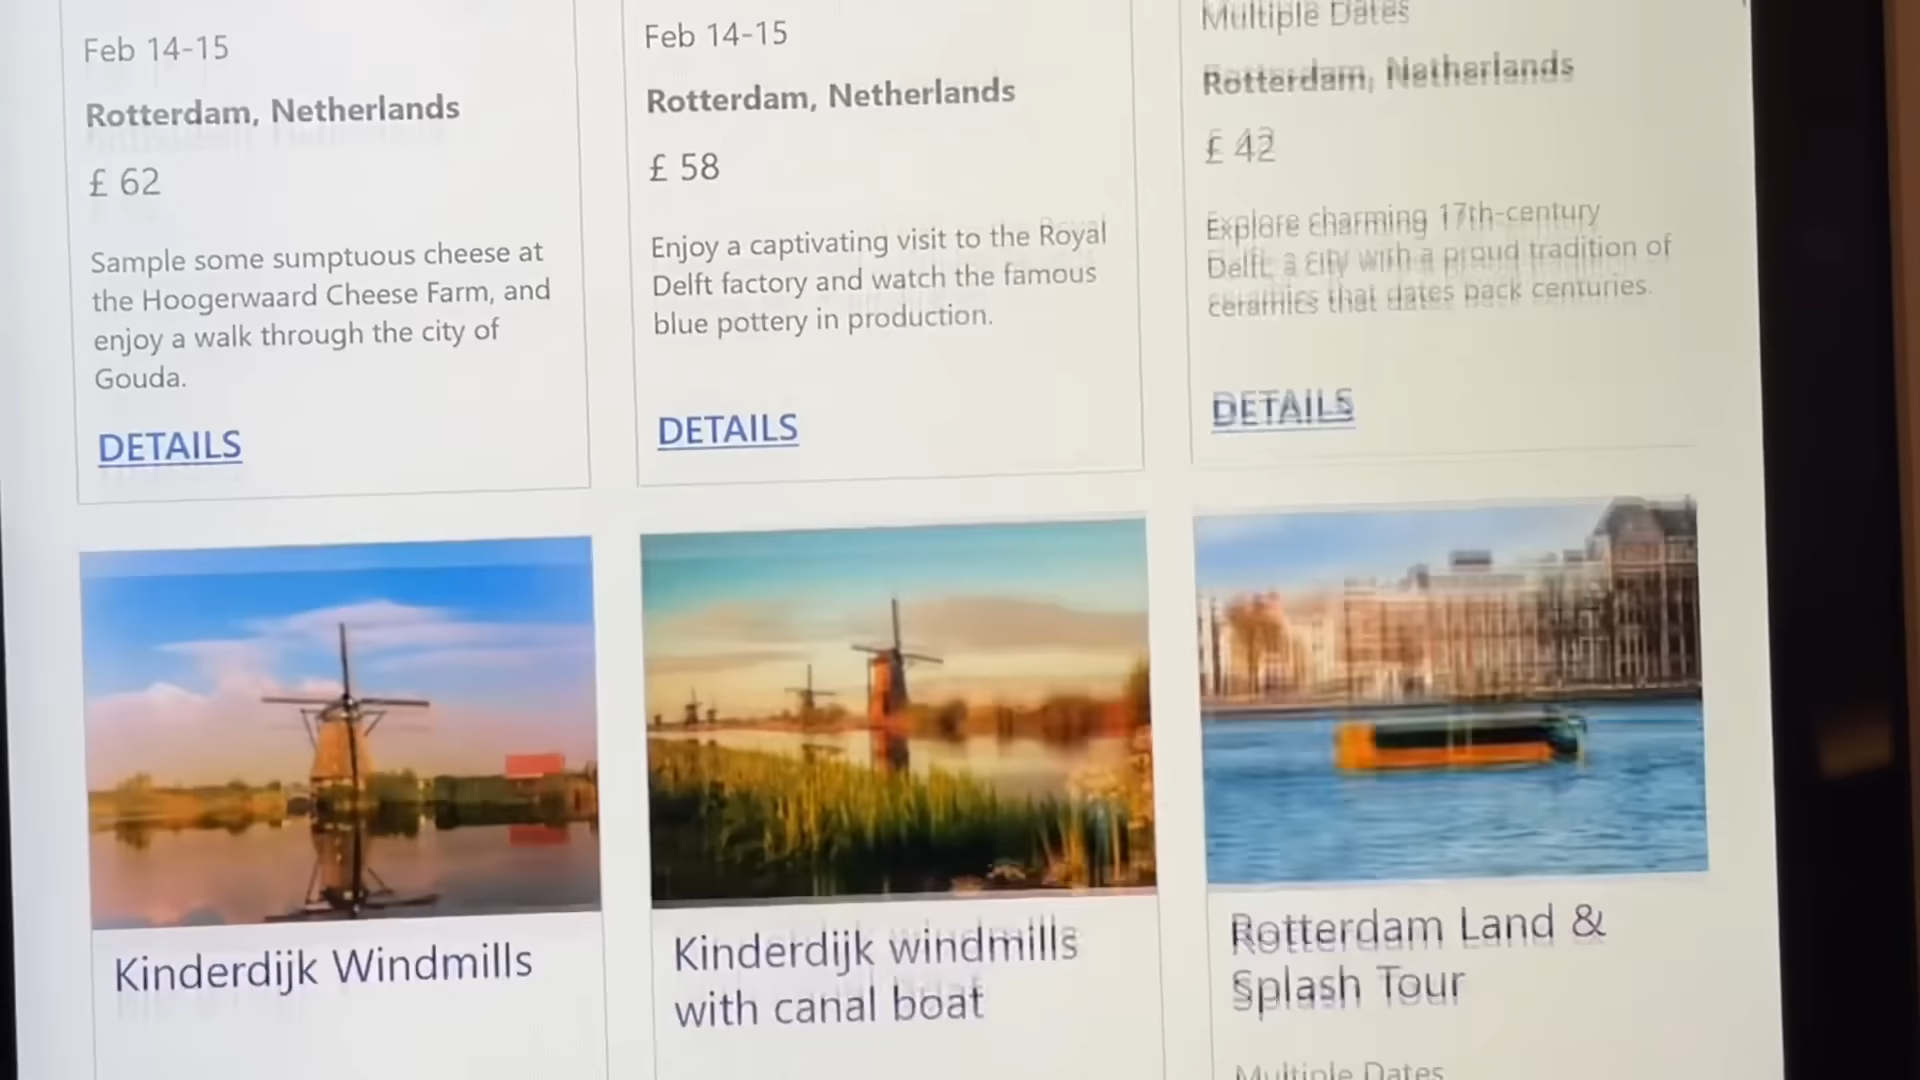 Feb 14-15
Rotterdam, Netherlands
£ 62
Sample some sumptuous cheese at
the Hoogerwaard Cheese Farm, and
enjoy a walk through the city of
Gouda.
DETAILS
Feb 14-15
Rotterdam, Netherlands
£ 58
Enjoy a captivating visit to the Royal
Delft factory and watch the famous
blue pottery in production.
DETAILS
Multiple Dates
Rotterdam, Netherlands
£ 42
Explore charming 17th-century
Delft, a city with a proud tradition of
ceramics that dates back centuries.
DETAILS
Kinderdijk Windmills
Kinderdijk windmills
with canal boat
Rotterdam Land &
Splash Tour
Multiple Dates